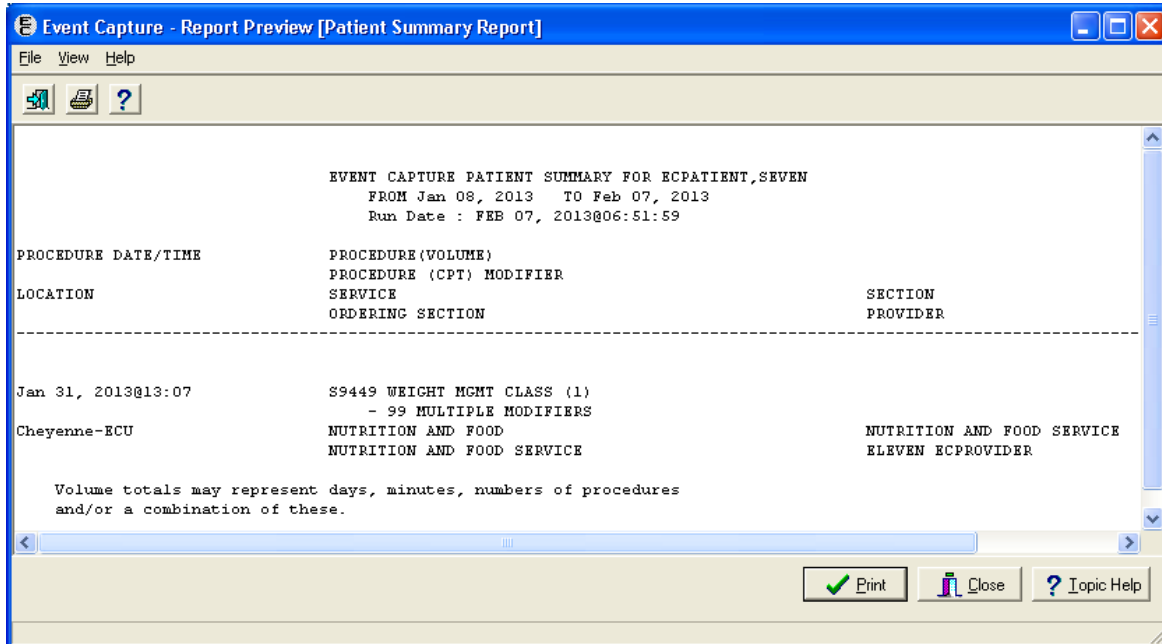 Event Capture - Report Preview [Patient Summary Report]
File View Help
EVENT CAPTURE PATIENT SUMMARY FOR ECPATIENT,SEVEN
FROM Jan 08, 2013 TO Feb 07, 2013
Run Date : FEB 07, 2013@06:51:59
PROCEDURE DATE/TIME PROCEDURE(VOLUME)
PROCEDURE (CPT) MODIFIER
LOCATION SERVICE SECTION
ORDERING SECTION PROVIDER
Jan 31, 2013@13:07 S9449 WEIGHT MGMT CLASS (1)
- 99 MULTIPLE MODIFIERS
Cheyenne-ECU NUTRITION AND FOOD NUTRITION AND FOOD SERVICE
NUTRITION AND FOOD SERVICE ELEVEN ECPROVIDER
Volume totals may represent days, minutes, numbers of procedures
and/or a combination of these.
Print Close ? Topic Help